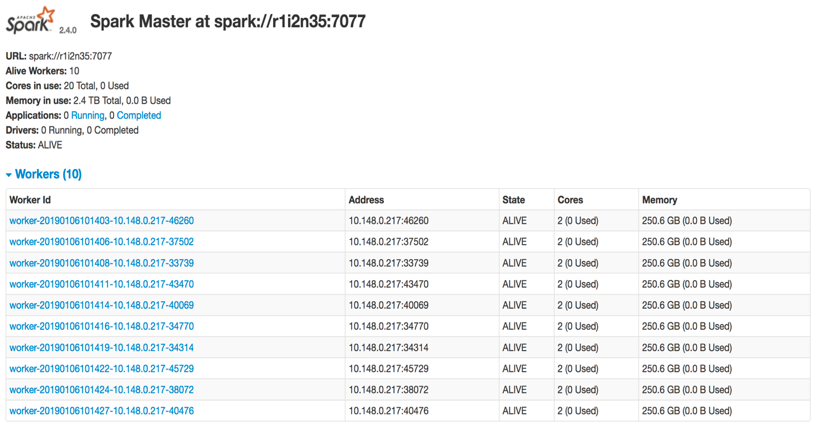 APACHE
Spark 2.4.0 Spark Master at spark://r1i2n35:7077
URL: spark://r1i2n35:7077
Alive Workers: 10
Cores in use: 20 Total, 0 Used
Memory in use: 2.4 TB Total, 0.0 B Used
Applications: 0 Running, 0 Completed
Drivers: 0 Running, 0 Completed
Status: ALIVE
Workers (10)
Worker Id Address State Cores Memory
worker-20190106101403-10.148.0.217-46260 10.148.0.217:46260 ALIVE 2 (0 Used) 250.6 GB (0.0 B Used)
worker-20190106101406-10.148.0.217-37502 10.148.0.217:37502 ALIVE 2 (0 Used) 250.6 GB (0.0 B Used)
worker-20190106101408-10.148.0.217-33739 10.148.0.217:33739 ALIVE 2 (0 Used) 250.6 GB (0.0 B Used)
worker-20190106101411-10.148.0.217-43470 10.148.0.217:43470 ALIVE 2 (0 Used) 250.6 GB (0.0 B Used)
worker-20190106101414-10.148.0.217-40069 10.148.0.217:40069 ALIVE 2 (0 Used) 250.6 GB (0.0 B Used)
worker-20190106101416-10.148.0.217-34770 10.148.0.217:34770 ALIVE 2 (0 Used) 250.6 GB (0.0 B Used)
worker-20190106101419-10.148.0.217-34314 10.148.0.217:34314 ALIVE 2 (0 Used) 250.6 GB (0.0 B Used)
worker-20190106101422-10.148.0.217-45729 10.148.0.217:45729 ALIVE 2 (0 Used) 250.6 GB (0.0 B Used)
worker-20190106101424-10.148.0.217-38072 10.148.0.217:38072 ALIVE 2 (0 Used) 250.6 GB (0.0 B Used)
worker-20190106101427-10.148.0.217-40476 10.148.0.217:40476 ALIVE 2 (0 Used) 250.6 GB (0.0 B Used)